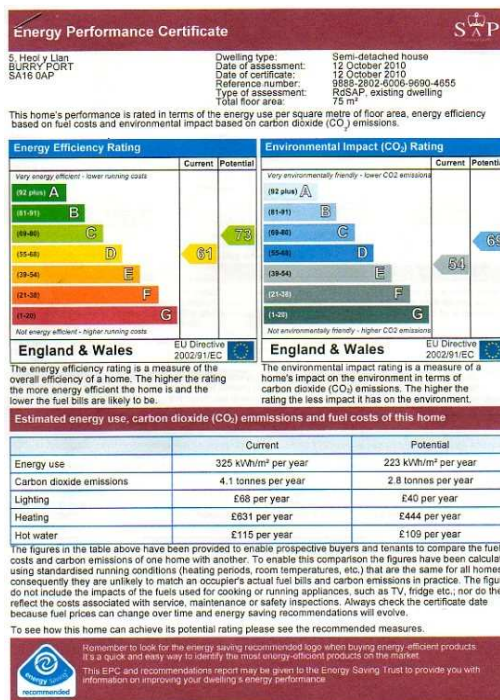 Energy Performance Certificate
SAP
5, Heol y Llan
BURRY PORT
SA16 0AP
Dwelling type: Semi-detached house
Date of assessment: 12 October 2010
Date of certificate: 12 October 2010
Reference number: 9888-2802-6006-9690-4655
Type of assessment: RdSAP, existing dwelling
Total floor area: 75 m²
This home's performance is rated in terms of the energy use per square metre of floor area, energy efficiency
based on fuel costs and environmental impact based on carbon dioxide (CO₂) emissions.
Energy Efficiency Rating
Current Potential
Very energy efficient - lower running costs
(92 plus) A
(81-91) B
(69-80) C
(55-68) D
(39-54) E
(21-38) F
(1-20) G
61
73
Not energy efficient - higher running costs
England & Wales
EU Directive
2002/91/EC
Environmental Impact (CO₂) Rating
Current Potential
Very environmentally friendly - lower CO2 emissions
(92 plus) A
(81-91) B
(69-80) C
(55-68) D
(39-54) E
(21-38) F
(1-20) G
54
Not environmentally friendly - higher CO2 emissions
England & Wales
EU Directive
2002/91/EC
The energy efficiency rating is a measure of the
overall efficiency of a home. The higher the rating
the more energy efficient the home is and the
lower the fuel bills are likely to be.
The environmental impact rating is a measure of a
home's impact on the environment in terms of
carbon dioxide (CO₂) emissions. The higher the
rating the less impact it has on the environment.
Estimated energy use, carbon dioxide (CO₂) emmissions and fuel costs of this home
Current Potential
Energy use 325 kWh/m² per year 223 kWh/m² per year
Carbon dioxide emissions 4.1 tonnes per year 2.8 tonnes per year
Lighting £68 per year £40 per year
Heating £631 per year £444 per year
Hot water £115 per year £109 per year
The figures in the table above have been provided to enable prospective buyers and tenants to compare the fuel
costs and carbon emissions of one home with another. To enable this comparison the figures have been calculat
using standardised running conditions (heating periods, room temperatures, etc.) that are the same for all homes
consequently they are unlikely to match an occupier's actual fuel bills and carbon emissions in practice. The figu
do not include the impacts of the fuels used for cooking or running appliances, such as TV, fridge etc.; nor do the
reflect the costs associated with service, maintenance or safety inspections. Always check the certificate date
because fuel prices can change over time and energy saving recommendations will evolve.
To see how this home can achieve its potential rating please see the recommended measures.
Remember to look for the energy saving recommended logo when buying energy-efficient products.
It's a quick and easy way to identify the most energy-efficient products on the market.
This EPC and recommendations report may be given to the Energy Saving Trust to provide you with
information on improving your dwelling's energy performance.
recommended